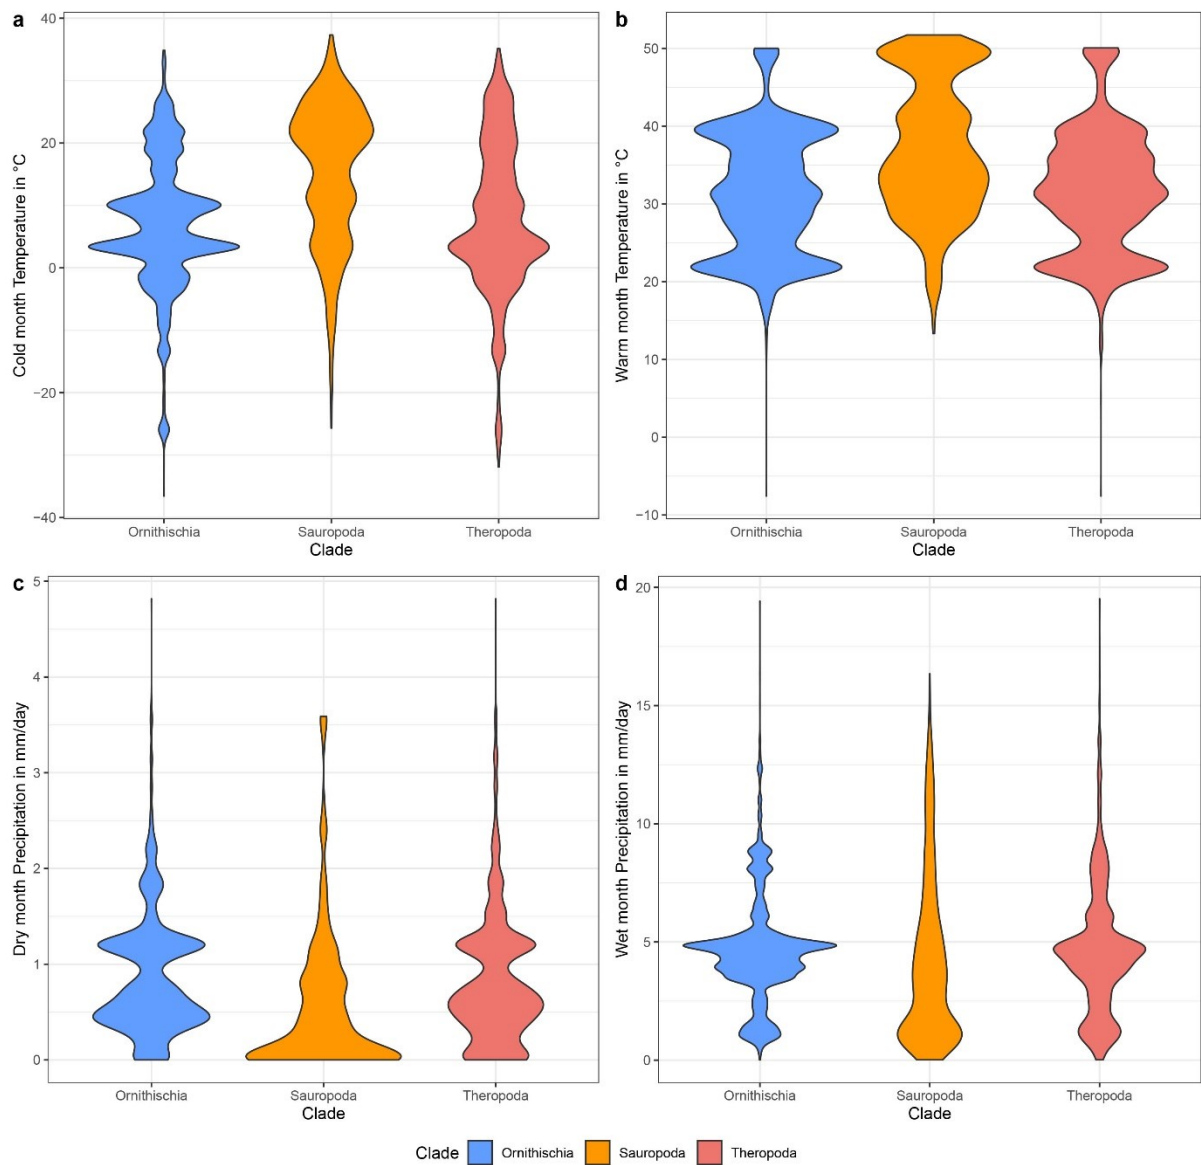 a
40
20
0
−20
−40
Cold month Temperature in °C
Ornithischia Sauropoda Theropoda
Clade
b
50
40
30
20
10
0
−10
Warm month Temperature in °C
Ornithischia Sauropoda Theropoda
Clade
c
5
4
3
2
1
0
Dry month Precipitation in mm/day
Ornithischia Sauropoda Theropoda
Clade
d
20
15
10
5
0
Wet month Precipitation in mm/day
Ornithischia Sauropoda Theropoda
Clade
Clade Ornithischia Sauropoda Theropoda